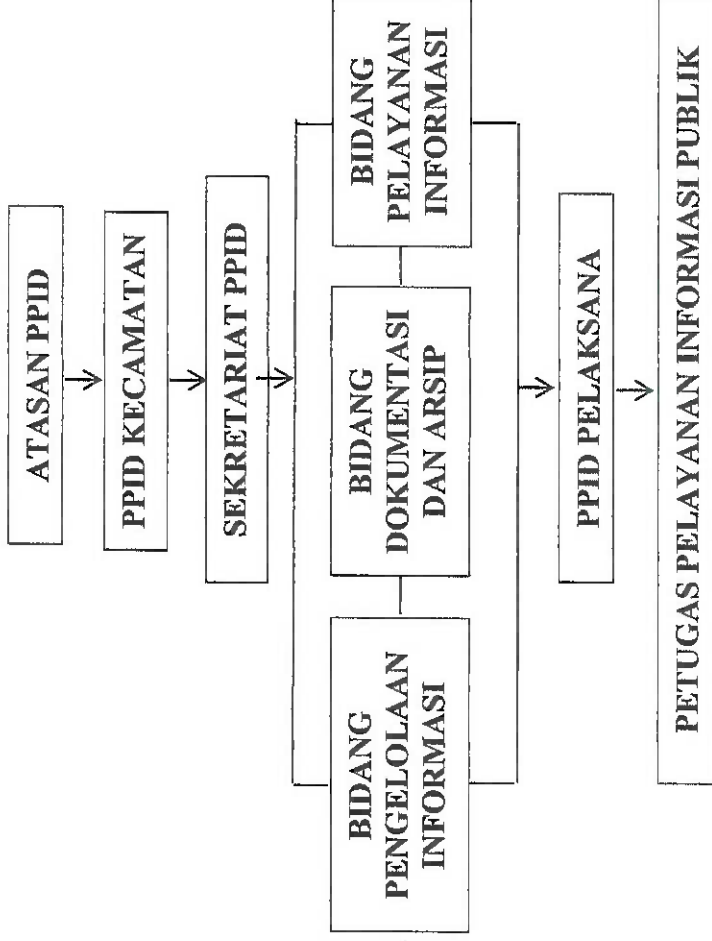 ATASAN PPID
PPID KECAMATAN
SEKRETARIAT PPID
BIDANG
PENGELOLAAN
INFORMASI
BIDANG
DOKUMENTASI
DAN ARSIP
BIDANG
PELAYANAN
INFORMASI
PPID PELAKSANA
PETUGAS PELAYANAN INFORMASI PUBLIK